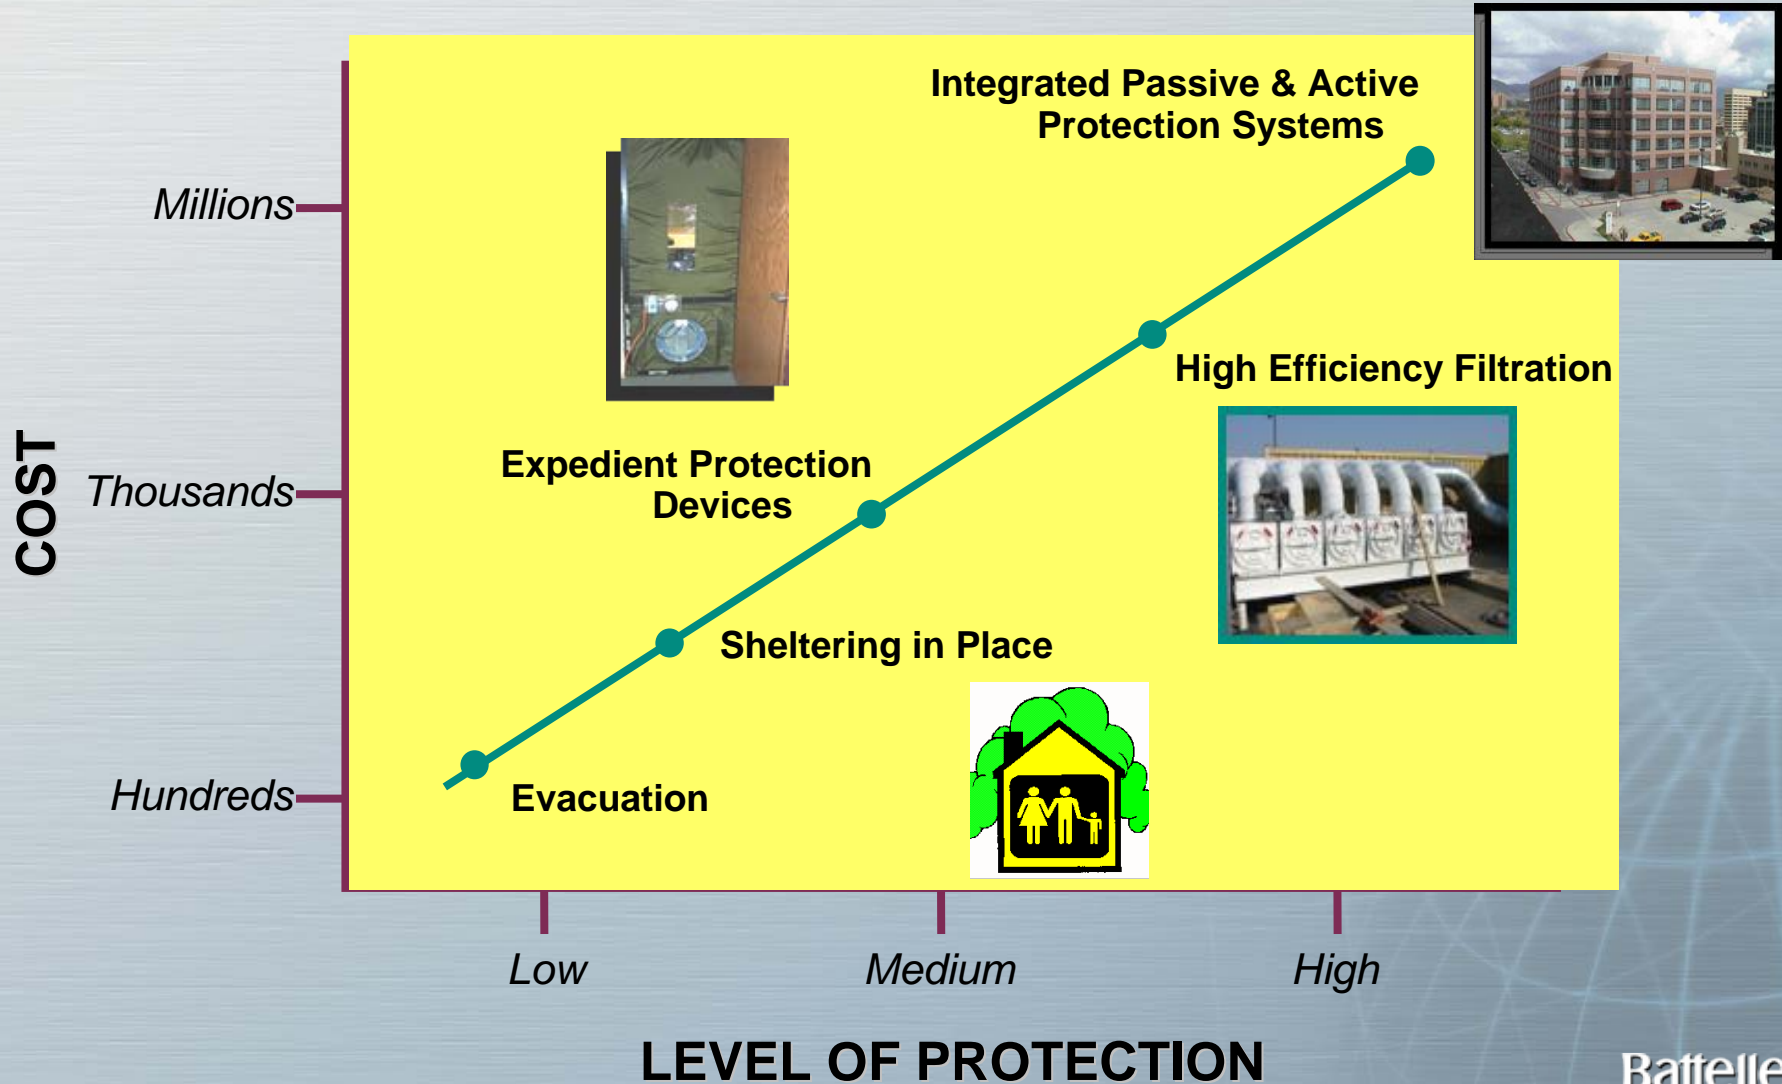 Integrated Passive & Active
Protection Systems
Millions
High Efficiency Filtration
Expedient Protection
Devices
COST
Thousands
Sheltering in Place
Hundreds
Evacuation
Low
Medium
High
LEVEL OF PROTECTION
Battelle